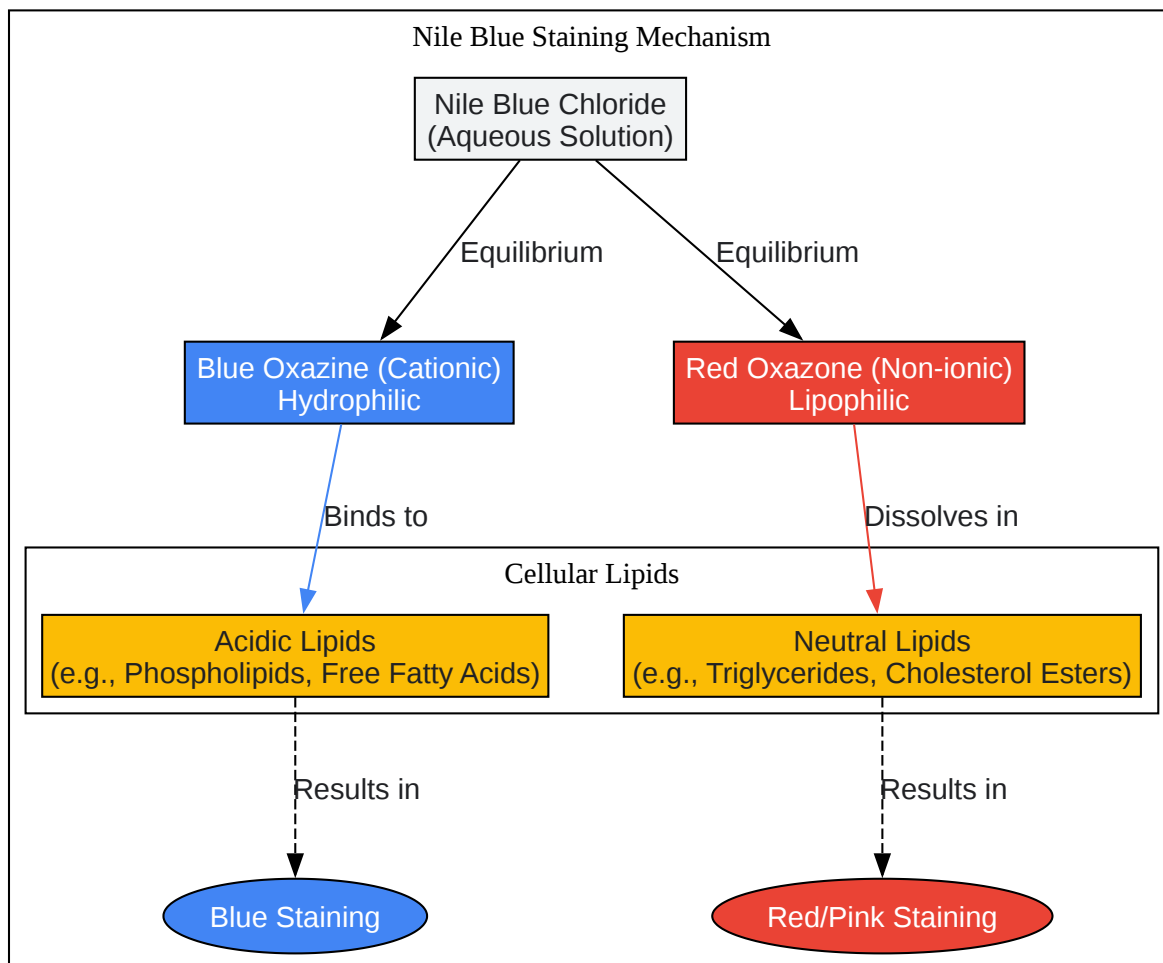 Nile Blue Staining Mechanism
Nile Blue Chloride
(Aqueous Solution)
Equilibrium
Equilibrium
Blue Oxazine (Cationic)
Hydrophilic
Red Oxazone (Non-ionic)
Lipophilic
Binds to
Dissolves in
Cellular Lipids
Acidic Lipids
(e.g., Phospholipids, Free Fatty Acids)
Neutral Lipids
(e.g., Triglycerides, Cholesterol Esters)
Results in
Results in
Blue Staining
Red/Pink Staining